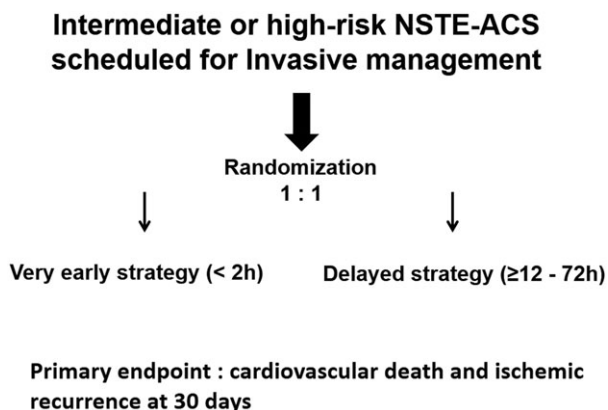 Intermediate or high-risk NSTE-ACS
scheduled for Invasive management
Randomization
1 : 1
Very early strategy (< 2h)
Delayed strategy (≥12 - 72h)
Primary endpoint : cardiovascular death and ischemic
recurrence at 30 days